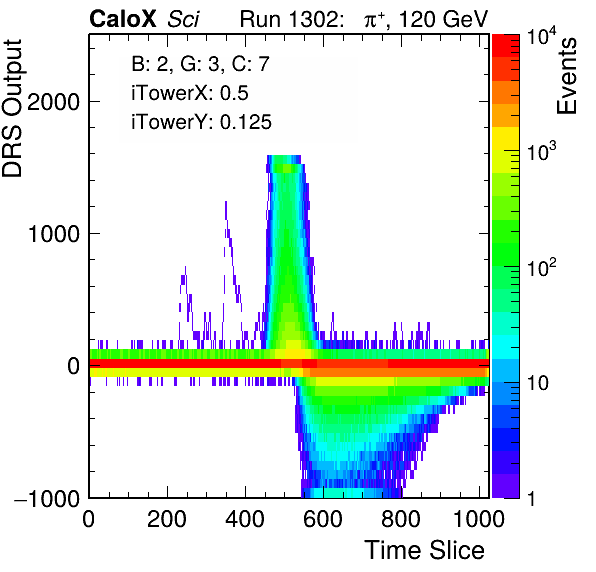 CaloX Sci Run 1302: π⁺, 120 GeV
B: 2, G: 3, C: 7
iTowerX: 0.5
iTowerY: 0.125
DRS Output
2000
1000
0
−1000
0 200 400 600 800 1000
Time Slice
Events
10⁴
10³
10²
10
1